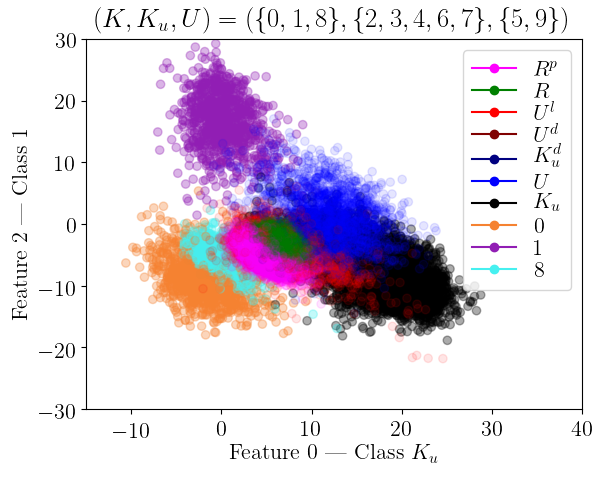 (K, K_u, U) = ({0, 1, 8}, {2, 3, 4, 6, 7}, {5, 9})
30
20
10
0
−10
−20
−30
Feature 2 — Class 1
R^p
R
U^l
U^d
K_u^d
U
K_u
0
1
8
−10
0
10
20
30
40
Feature 0 — Class K_u